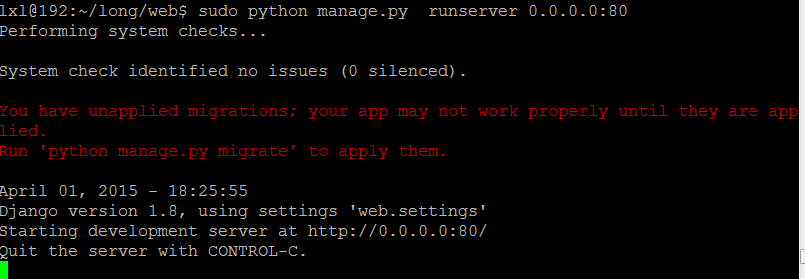 lxl@192:~/long/web$ sudo python manage.py  runserver 0.0.0.0:80
Performing system checks...
System check identified no issues (0 silenced).
You have unapplied migrations; your app may not work properly until they are app
lied.
Run 'python manage.py migrate' to apply them.
April 01, 2015 - 18:25:55
Django version 1.8, using settings 'web.settings'
Starting development server at http://0.0.0.0:80/
Quit the server with CONTROL-C.